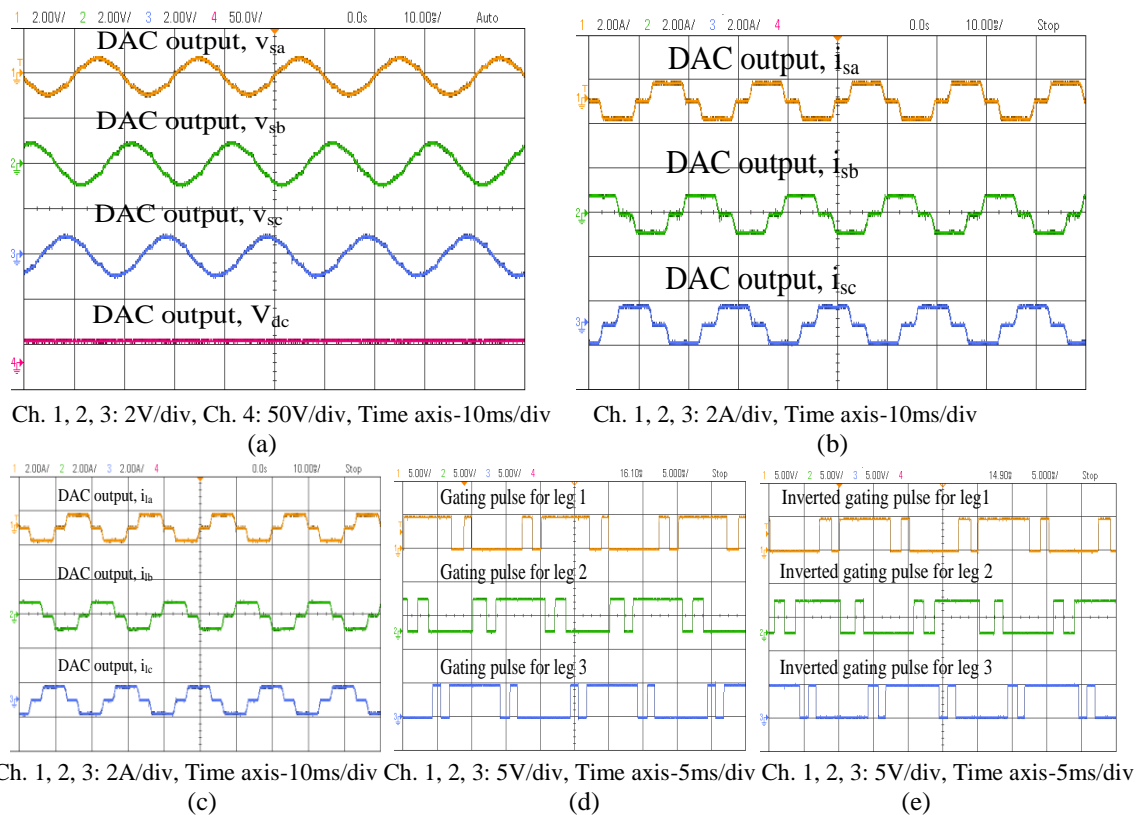 1 2.00V/ 2 2.00V/ 3 2.00V/ 4 50.0V/ 0.0s 10.00ms/ Auto
DAC output, vsa
DAC output, vsb
DAC output, vsc
DAC output, Vdc
Ch. 1, 2, 3: 2V/div, Ch. 4: 50V/div, Time axis-10ms/div
(a)
1 2.00A/ 2 2.00A/ 3 2.00A/ 4 0.0s 10.00ms/ Stop
DAC output, isa
DAC output, isb
DAC output, isc
Ch. 1, 2, 3: 2A/div, Time axis-10ms/div
(b)
1 2.00A/ 2 2.00A/ 3 2.00A/ 4 0.0s 10.00ms/ Stop
DAC output, ila
DAC output, ilb
DAC output, ilc
Ch. 1, 2, 3: 2A/div, Time axis-10ms/div
(c)
1 5.00V/ 2 5.00V/ 3 5.00V/ 4 5.000ms/ Stop
Gating pulse for leg 1
Gating pulse for leg 2
Gating pulse for leg 3
Ch. 1, 2, 3: 5V/div, Time axis-5ms/div
(d)
1 5.00V/ 2 5.00V/ 3 5.00V/ 4 5.000ms/ Stop
Inverted gating pulse for leg1
Inverted gating pulse for leg 2
Inverted gating pulse for leg 3
Ch. 1, 2, 3: 5V/div, Time axis-5ms/div
(e)